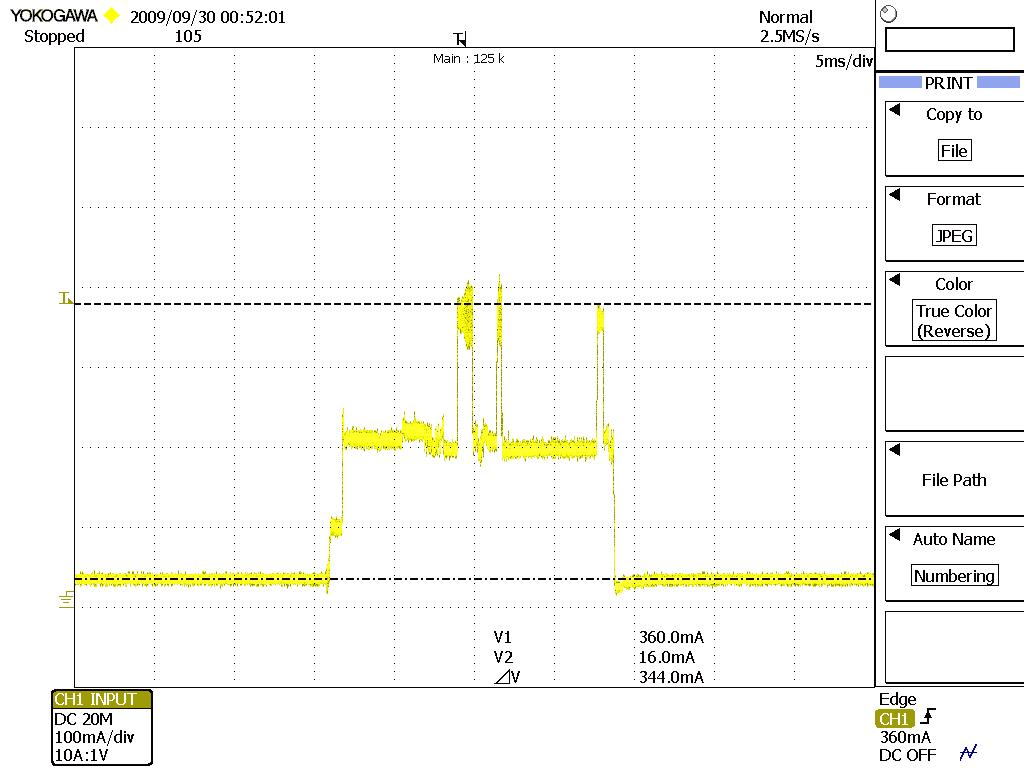 YOKOGAWA 2009/09/30 00:52:01 Normal
Stopped 105 2.5MS/s
T
Main : 125 k
5ms/div
T
PRINT
Copy to
File
Format
JPEG
Color
True Color
(Reverse)
File Path
Auto Name
Numbering
V1 360.0mA
V2 16.0mA
⊿V 344.0mA
CH1 INPUT
DC 20M
100mA/div
10A:1V
Edge
CH1
360mA
DC OFF